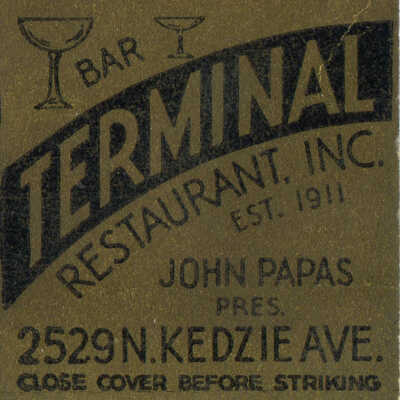 BAR
TERMINAL
RESTAURANT, INC.
EST. 1911
JOHN PAPAS
PRES.
2529 N. KEDZIE AVE.
CLOSE COVER BEFORE STRIKING